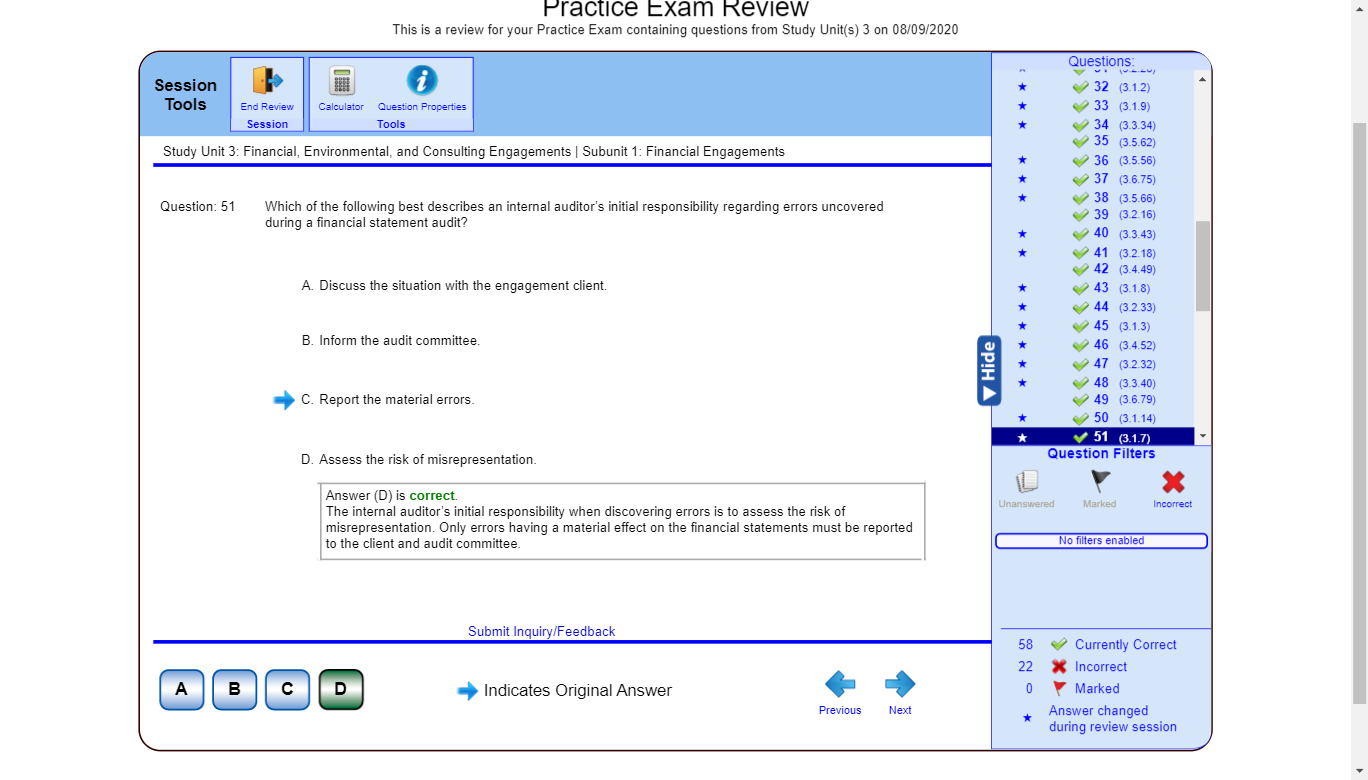 Practice Exam Review
This is a review for your Practice Exam containing questions from Study Unit(s) 3 on 08/09/2020
Session Tools
End Review
Session
Calculator
Question Properties
Tools
Study Unit 3: Financial, Environmental, and Consulting Engagements | Subunit 1: Financial Engagements
Question: 51
Which of the following best describes an internal auditor's initial responsibility regarding errors uncovered
during a financial statement audit?
A. Discuss the situation with the engagement client.
B. Inform the audit committee.
C. Report the material errors.
D. Assess the risk of misrepresentation.
Answer (D) is correct.
The internal auditor's initial responsibility when discovering errors is to assess the risk of
misrepresentation. Only errors having a material effect on the financial statements must be reported
to the client and audit committee.
Submit Inquiry/Feedback
A B C D
Indicates Original Answer
Previous
Next
Hide
Questions:
32 (3.1.2)
33 (3.1.9)
34 (3.3.34)
35 (3.5.62)
36 (3.5.56)
37 (3.6.75)
38 (3.5.66)
39 (3.2.16)
40 (3.3.43)
41 (3.2.18)
42 (3.4.49)
43 (3.1.8)
44 (3.2.33)
45 (3.1.3)
46 (3.4.52)
47 (3.2.32)
48 (3.3.40)
49 (3.6.79)
50 (3.1.14)
51 (3.1.7)
Question Filters
Unanswered
Marked
Incorrect
No filters enabled
58 Currently Correct
22 Incorrect
0 Marked
Answer changed
during review session